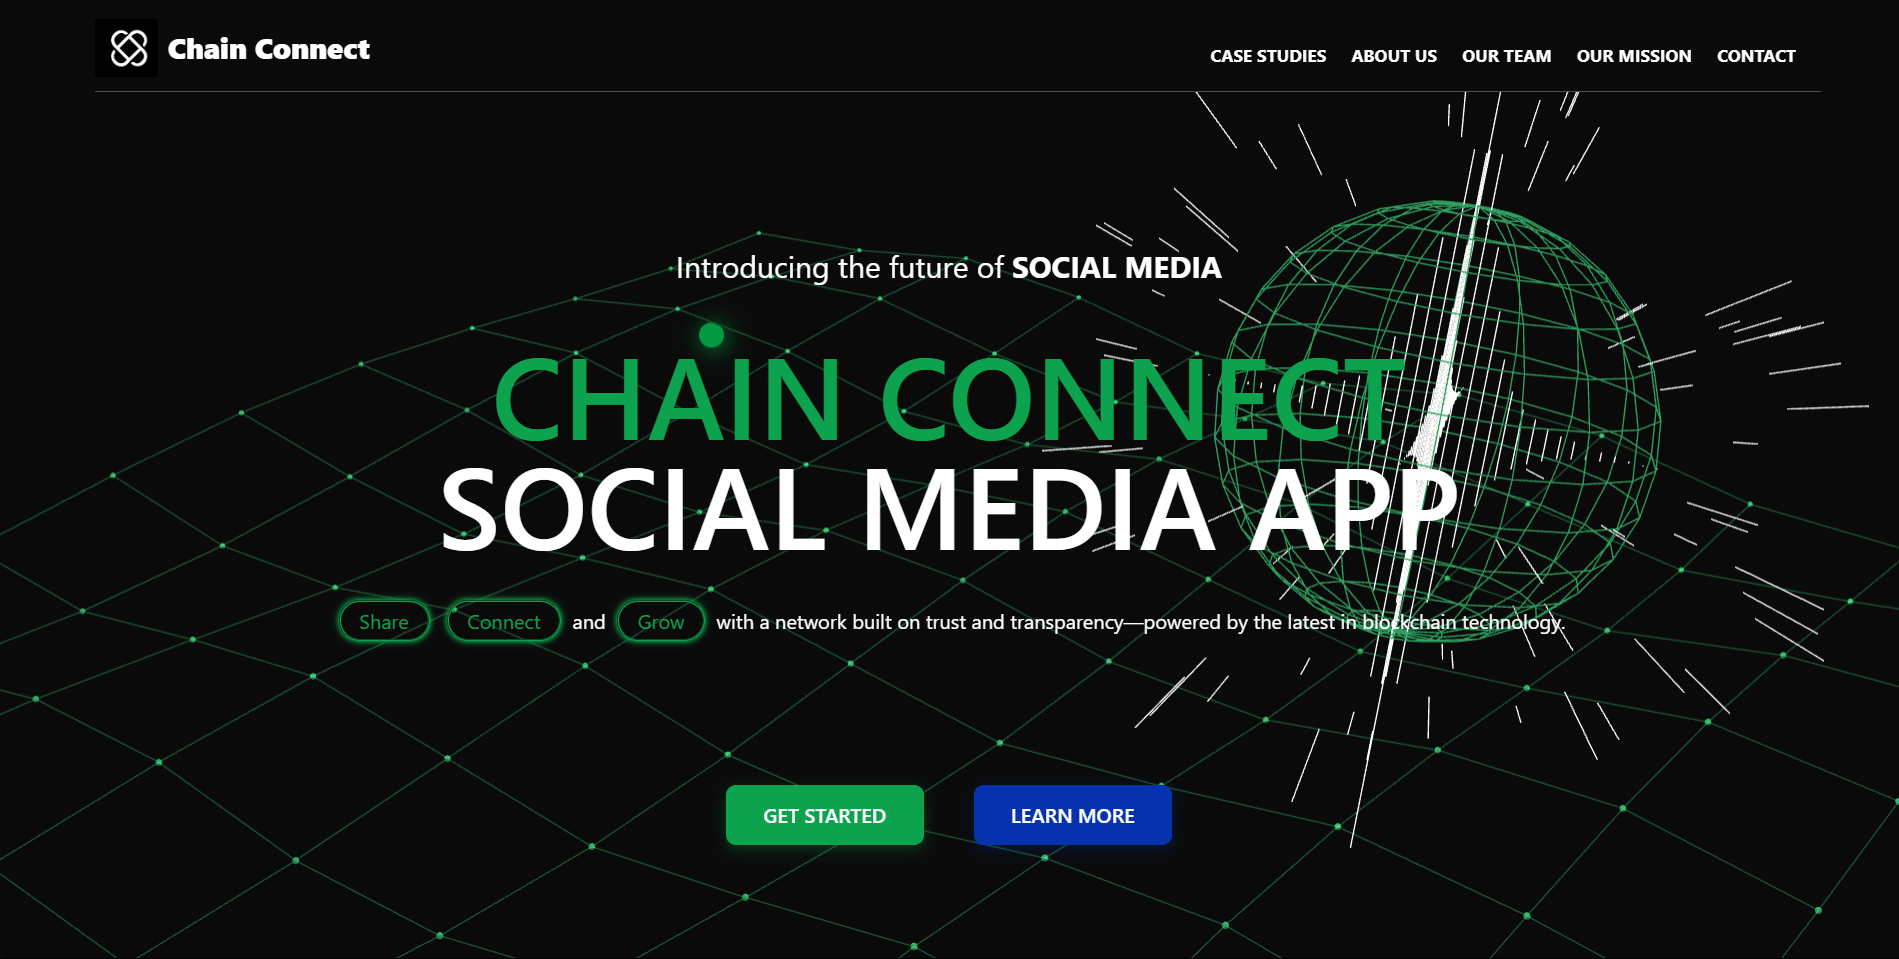 Chain Connect
CASE STUDIES ABOUT US OUR TEAM OUR MISSION CONTACT
Introducing the future of SOCIAL MEDIA
CHAIN CONNECT
SOCIAL MEDIA APP
Share Connect and Grow with a network built on trust and transparency—powered by the latest in blockchain technology.
GET STARTED LEARN MORE